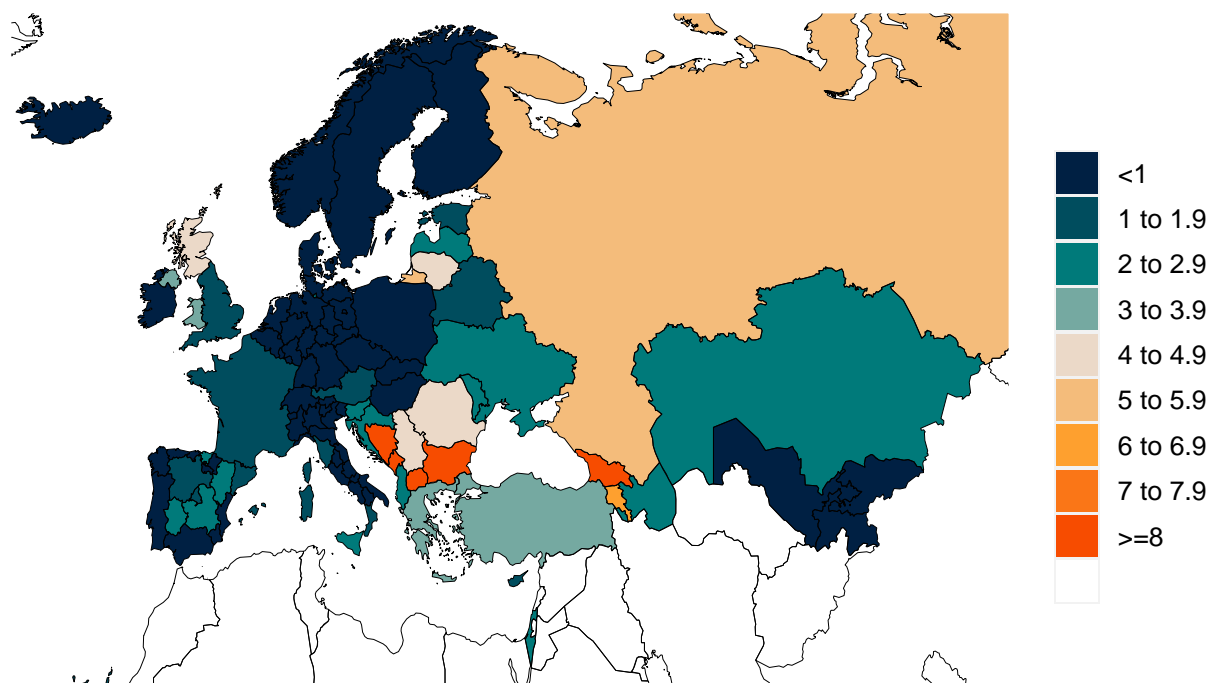 <1
1 to 1.9
2 to 2.9
3 to 3.9
4 to 4.9
5 to 5.9
6 to 6.9
7 to 7.9
>=8